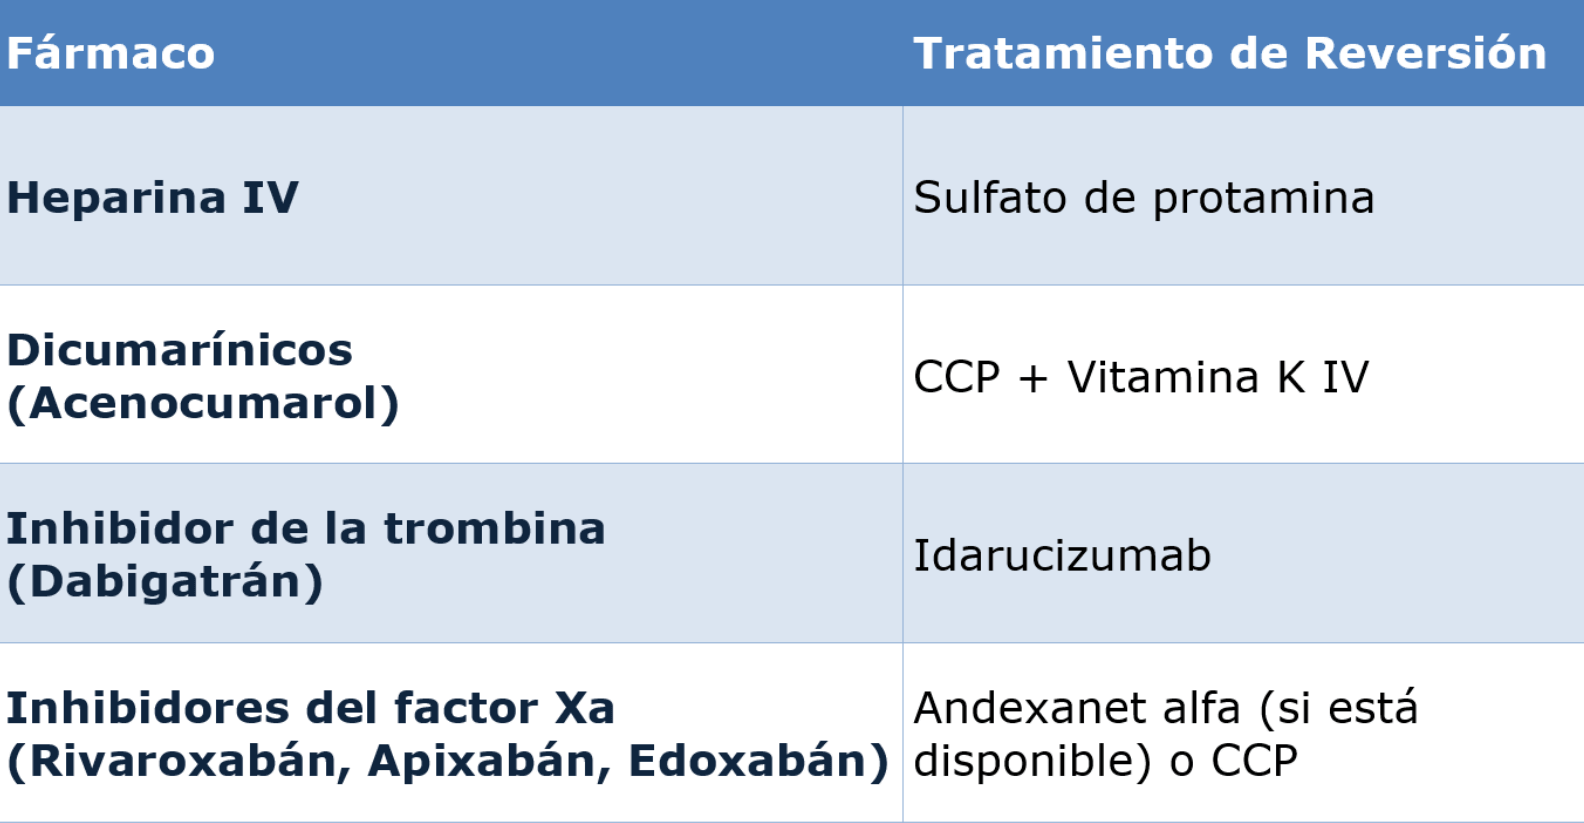 Fármaco
Tratamiento de Reversión
Heparina IV
Sulfato de protamina
Dicumarínicos
(Acenocumarol)
CCP + Vitamina K IV
Inhibidor de la trombina
(Dabigatrán)
Idarucizumab
Inhibidores del factor Xa
(Rivaroxabán, Apixabán, Edoxabán)
Andexanet alfa (si está
disponible) o CCP